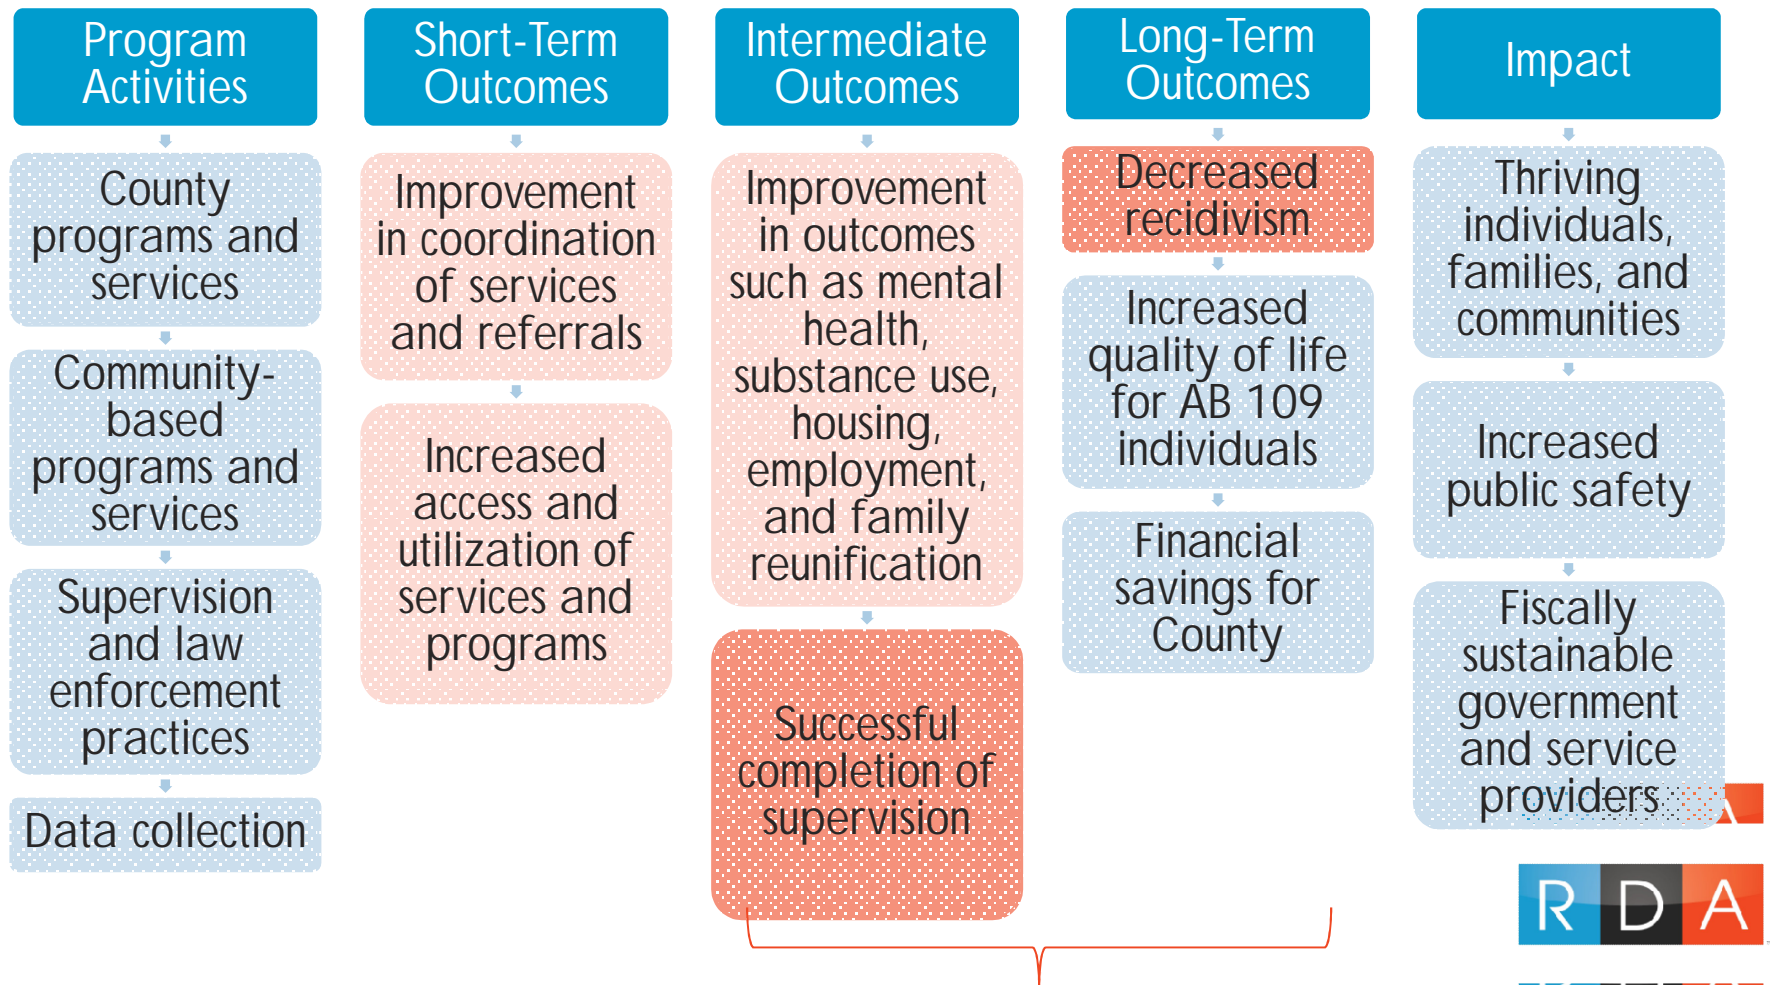 Program
Activities
County
programs and
services
Community-
based
programs and
services
Supervision
and law
enforcement
practices
Data collection
Short-Term
Outcomes
Improvement
in coordination
of services
and referrals
Increased
access and
utilization of
services and
programs
Intermediate
Outcomes
Improvement
in outcomes
such as mental
health,
substance use,
housing,
employment,
and family
reunification
Successful
completion of
supervision
Long-Term
Outcomes
Decreased
recidivism
Increased
quality of life
for AB 109
individuals
Financial
savings for
County
Impact
Thriving
individuals,
families, and
communities
Increased
public safety
Fiscally
sustainable
government
and service
providers
RDA